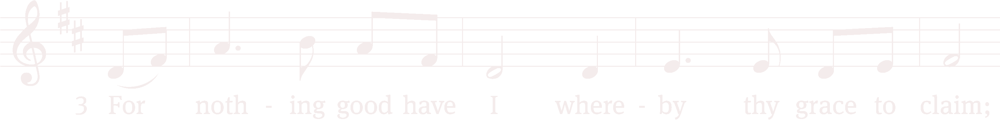 3 For noth - ing good have I where - by thy grace to claim;